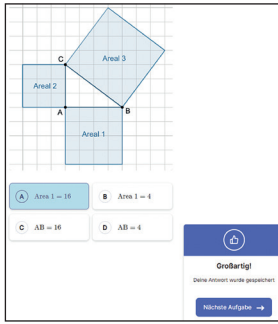 C
Areal 3
Areal 2
A
B
Areal 1
A Area 1 = 16
B Area 1 = 4
C AB = 16
D AB = 4
Großartig!
Deine Antwort wurde gespeichert
Nächste Aufgabe →